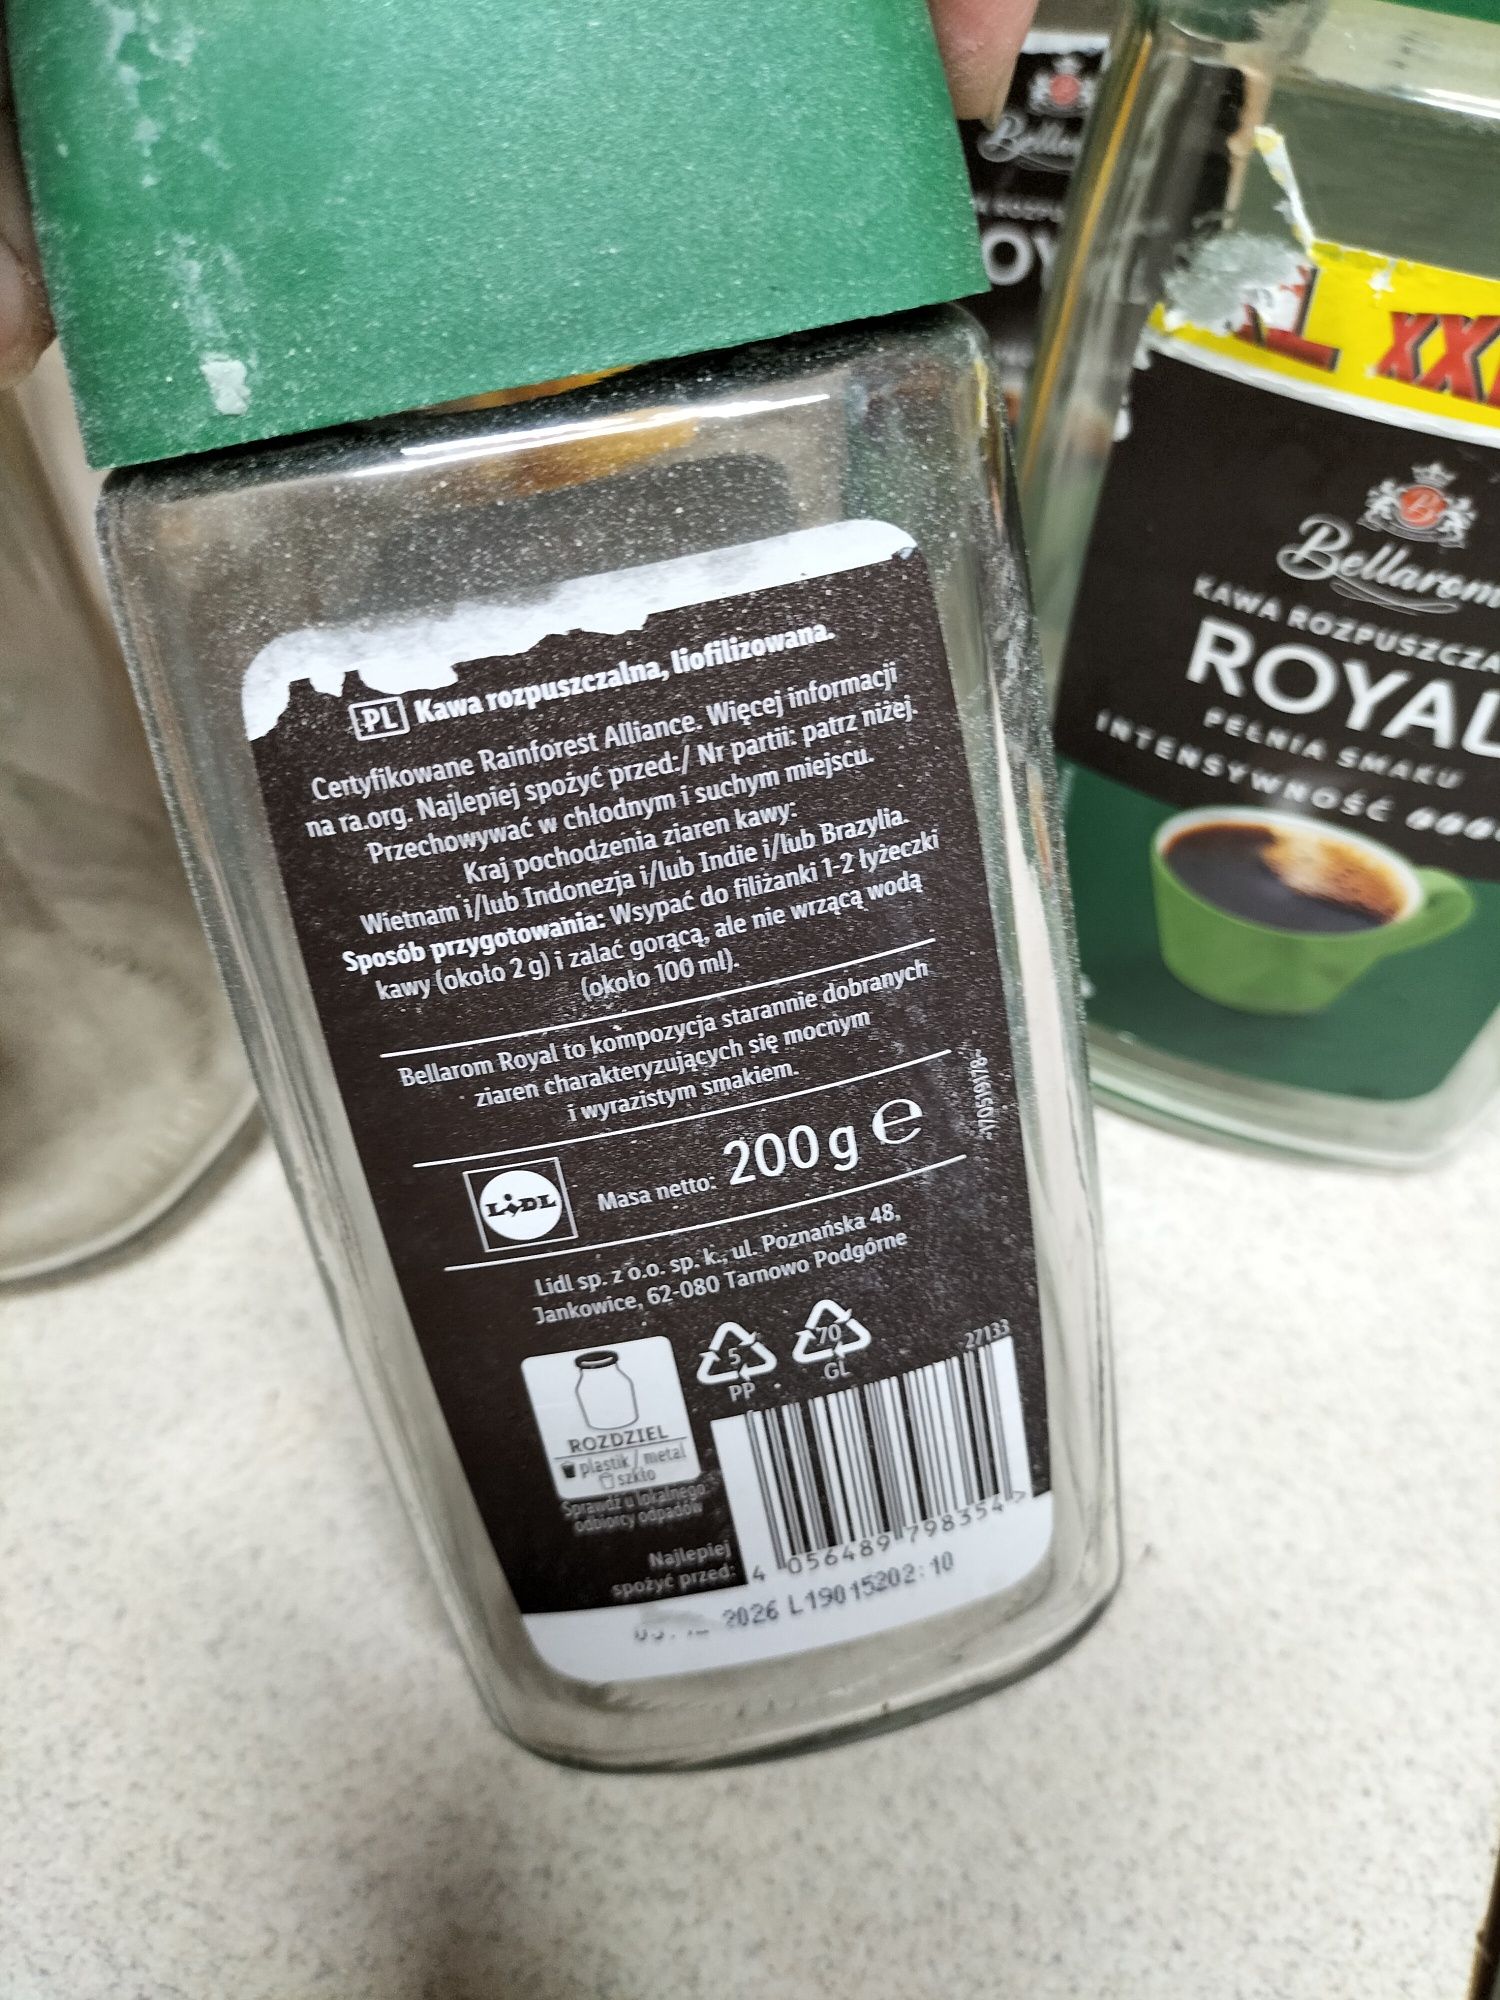 PL Kawa rozpuszczalna, liofilizowana.
Certyfikowane Rainforest Alliance. Więcej informacji
na ra.org. Najlepiej spożyć przed:/ Nr partii: patrz niżej.
Przechowywać w chłodnym i suchym miejscu.
Kraj pochodzenia ziaren kawy:
Wietnam i/lub Indonezja i/lub Indie i/lub Brazylia.
Sposób przygotowania: Wsypać do filiżanki 1-2 łyżeczki
kawy (około 2 g) i zalać gorącą, ale nie wrzącą wodą
(około 100 ml).
Bellarom Royal to kompozycja starannie dobranych
ziaren charakteryzujących się mocnym
i wyrazistym smakiem.
LIDL
Masa netto: 200 g e
Lidl sp. z o.o. sp. k., ul. Poznańska 48,
Jankowice, 62-080 Tarnowo Podgórne
5
PP
70
GL
27133
ROZDZIEL
plastik / metal
szkło
Sprawdź u lokalnego
odbiorcy odpadów
Najlepiej
spożyć przed:
4 056489 798354 >
2026 L19015202:10
B
Bellarom
KAWA ROZPUSZCZA
ROYAL
PEŁNIA SMAKU
INTENSYWNOŚĆ